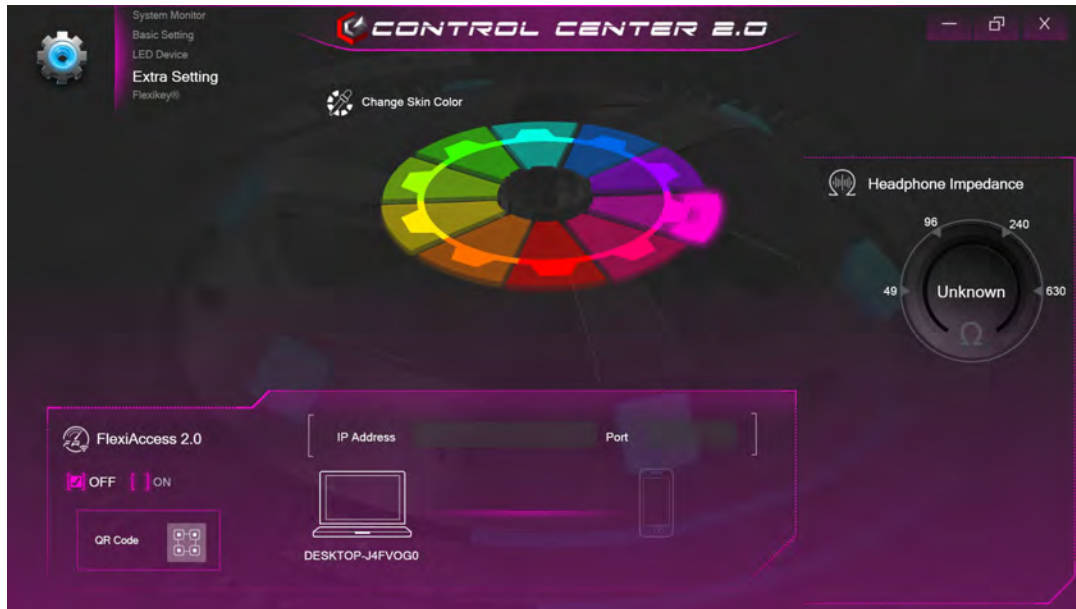 System Monitor
Basic Setting
LED Device
Extra Setting
Flexikey®
CONTROL CENTER 2.0
X
Change Skin Color
Headphone Impedance
96
240
49
Unknown
630
Ω
FlexiAccess 2.0
IP Address
Port
OFF
ON
QR Code
DESKTOP-J4FVOG0